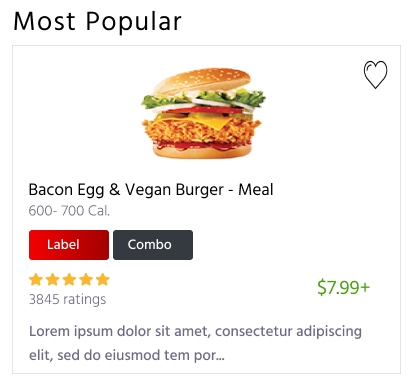 Most Popular
Bacon Egg & Vegan Burger - Meal
600- 700 Cal.
Label
Combo
3845 ratings
$7.99+
Lorem ipsum dolor sit amet, consectetur adipiscing
elit, sed do eiusmod tem por...